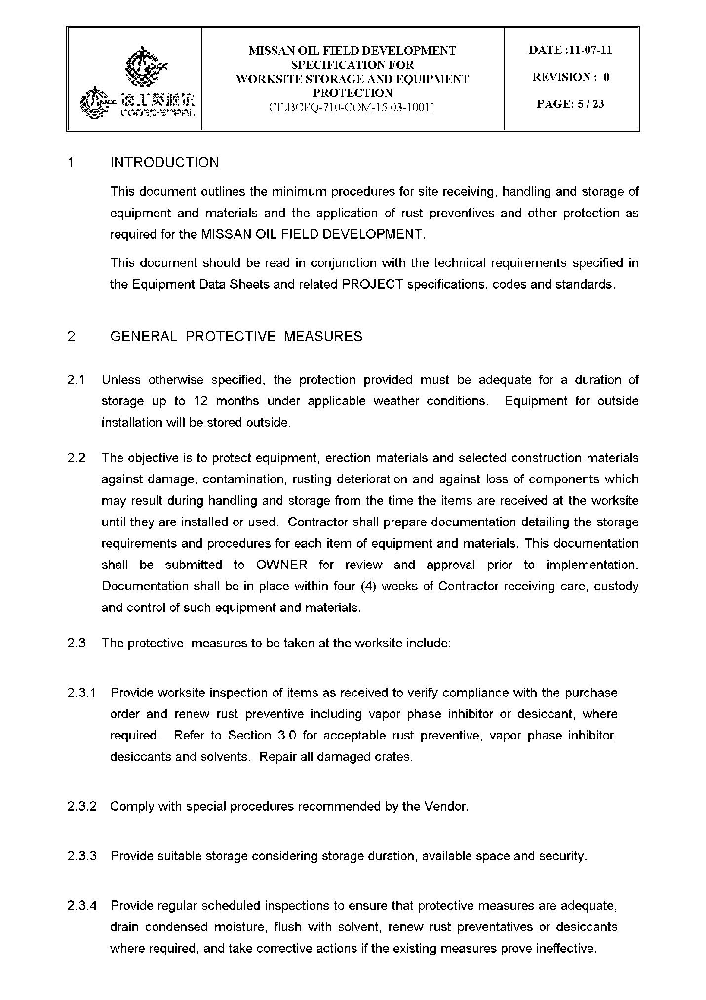 MISSAN OIL FIELD DEVELOPMENT
SPECIFICATION FOR
WORKSITE STORAGE AND EQUIPMENT
PROTECTION
CILBCFQ-710-COM-15.03-10011
DATE :11-07-11
REVISION : 0
PAGE: 5 / 23
海工英派尔
COOEC-ENPAL
1 INTRODUCTION
This document outlines the minimum procedures for site receiving, handling and storage of
equipment and materials and the application of rust preventives and other protection as
required for the MISSAN OIL FIELD DEVELOPMENT.
This document should be read in conjunction with the technical requirements specified in
the Equipment Data Sheets and related PROJECT specifications, codes and standards.
2 GENERAL PROTECTIVE MEASURES
2.1 Unless otherwise specified, the protection provided must be adequate for a duration of
storage up to 12 months under applicable weather conditions. Equipment for outside
installation will be stored outside.
2.2 The objective is to protect equipment, erection materials and selected construction materials
against damage, contamination, rusting deterioration and against loss of components which
may result during handling and storage from the time the items are received at the worksite
until they are installed or used. Contractor shall prepare documentation detailing the storage
requirements and procedures for each item of equipment and materials. This documentation
shall be submitted to OWNER for review and approval prior to implementation.
Documentation shall be in place within four (4) weeks of Contractor receiving care, custody
and control of such equipment and materials.
2.3 The protective measures to be taken at the worksite include:
2.3.1 Provide worksite inspection of items as received to verify compliance with the purchase
order and renew rust preventive including vapor phase inhibitor or desiccant, where
required. Refer to Section 3.0 for acceptable rust preventive, vapor phase inhibitor,
desiccants and solvents. Repair all damaged crates.
2.3.2 Comply with special procedures recommended by the Vendor.
2.3.3 Provide suitable storage considering storage duration, available space and security.
2.3.4 Provide regular scheduled inspections to ensure that protective measures are adequate,
drain condensed moisture, flush with solvent, renew rust preventatives or desiccants
where required, and take corrective actions if the existing measures prove ineffective.